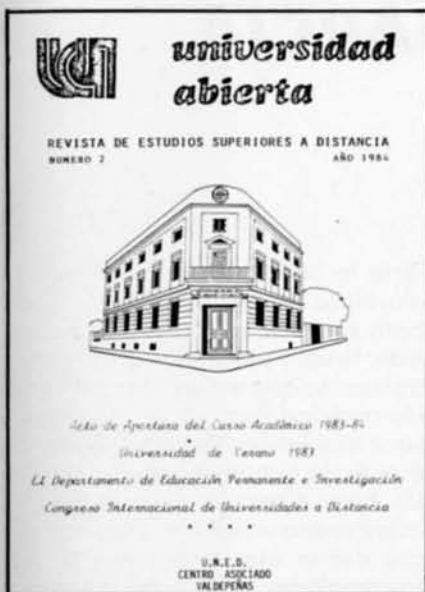 universidad
abierta
REVISTA DE ESTUDIOS SUPERIORES A DISTANCIA
NUMERO 2 AÑO 1984
Acto de Apertura del Curso Académico 1983-84
Universidad de Verano 1983
El Departamento de Educación Permanente e Investigación
Congreso Internacional de Universidades a Distancia
* * * *
U.N.E.D.
CENTRO ASOCIADO
VALDEPEÑAS